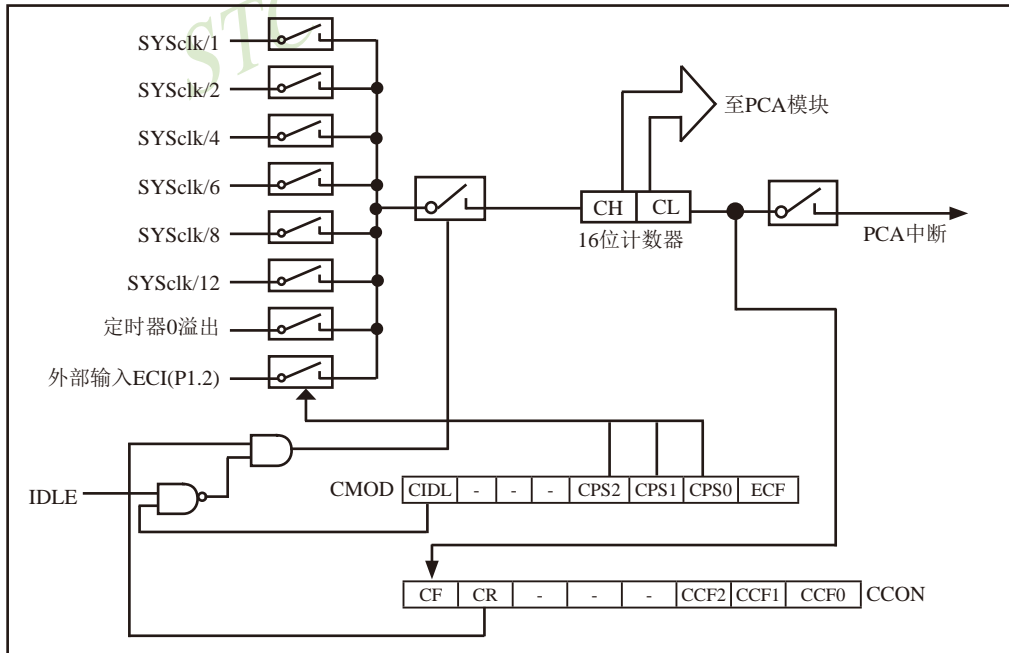 STC
SYSclk/1
SYSclk/2
SYSclk/4
SYSclk/6
SYSclk/8
SYSclk/12
定时器0溢出
外部输入ECI(P1.2)
至PCA模块
CH CL
16位计数器
PCA中断
IDLE
CMOD CIDL - - - CPS2 CPS1 CPS0 ECF
CF CR - - - CCF2 CCF1 CCF0 CCON